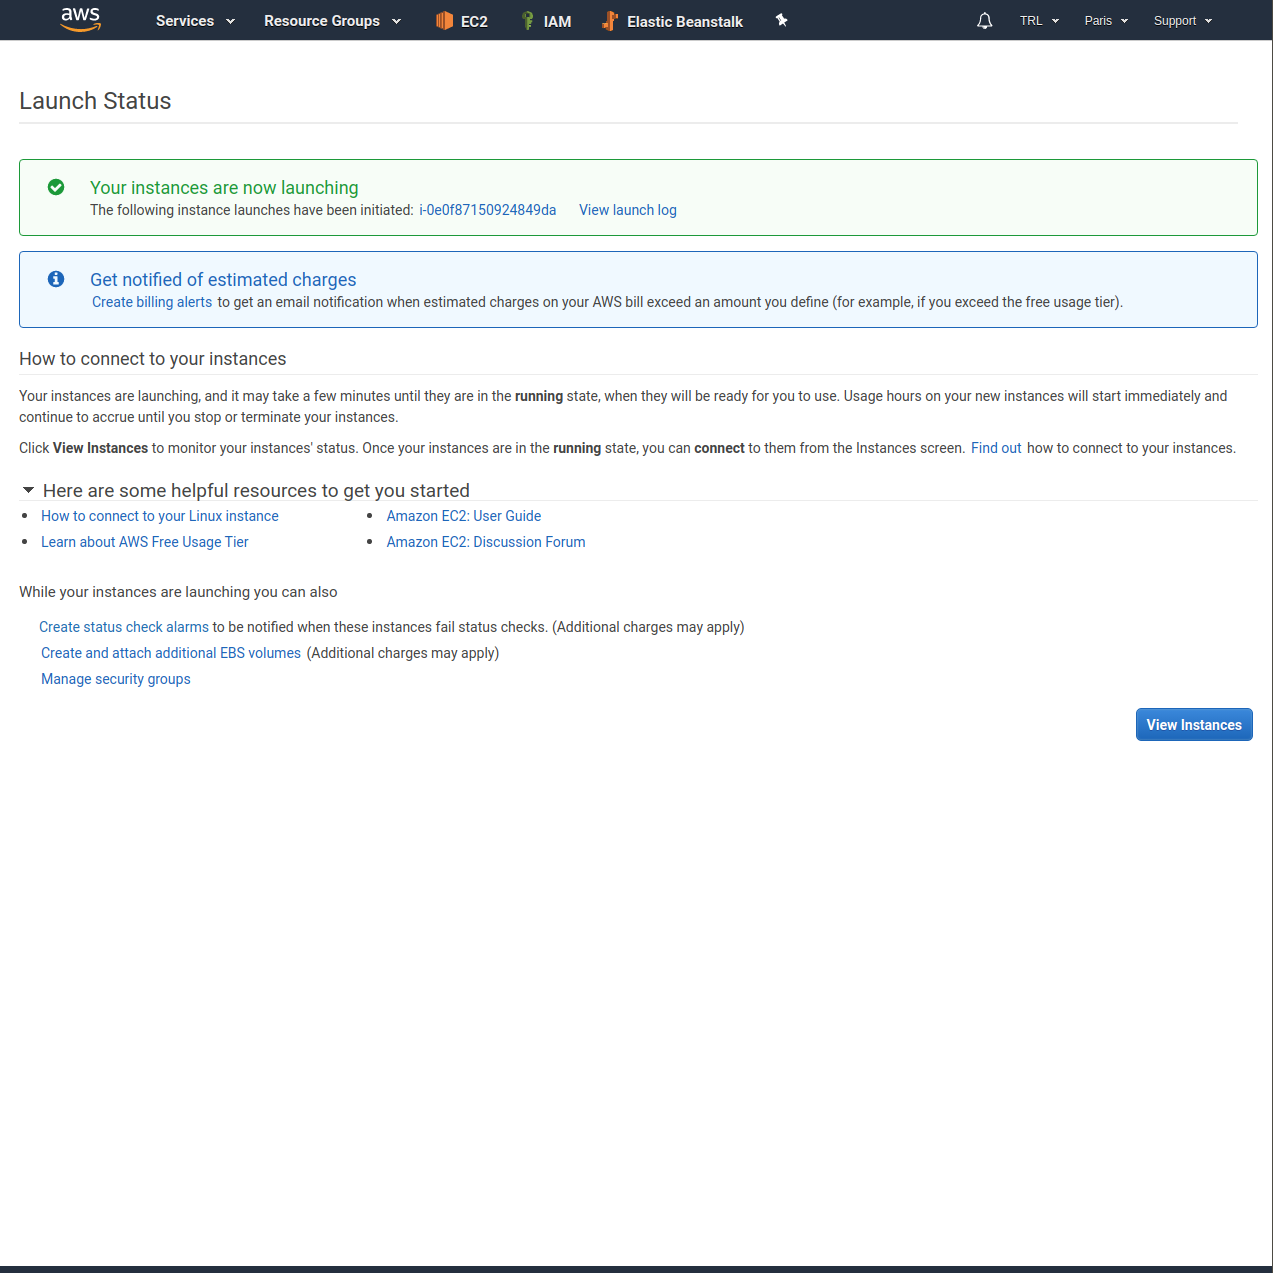 aws Services Resource Groups EC2 IAM Elastic Beanstalk TRL Paris Support
Launch Status
Your instances are now launching
The following instance launches have been initiated: i-0e0f87150924849da View launch log
Get notified of estimated charges
Create billing alerts to get an email notification when estimated charges on your AWS bill exceed an amount you define (for example, if you exceed the free usage tier).
How to connect to your instances
Your instances are launching, and it may take a few minutes until they are in the running state, when they will be ready for you to use. Usage hours on your new instances will start immediately and
continue to accrue until you stop or terminate your instances.
Click View Instances to monitor your instances' status. Once your instances are in the running state, you can connect to them from the Instances screen. Find out how to connect to your instances.
Here are some helpful resources to get you started
How to connect to your Linux instance Amazon EC2: User Guide
Learn about AWS Free Usage Tier Amazon EC2: Discussion Forum
While your instances are launching you can also
Create status check alarms to be notified when these instances fail status checks. (Additional charges may apply)
Create and attach additional EBS volumes (Additional charges may apply)
Manage security groups
View Instances